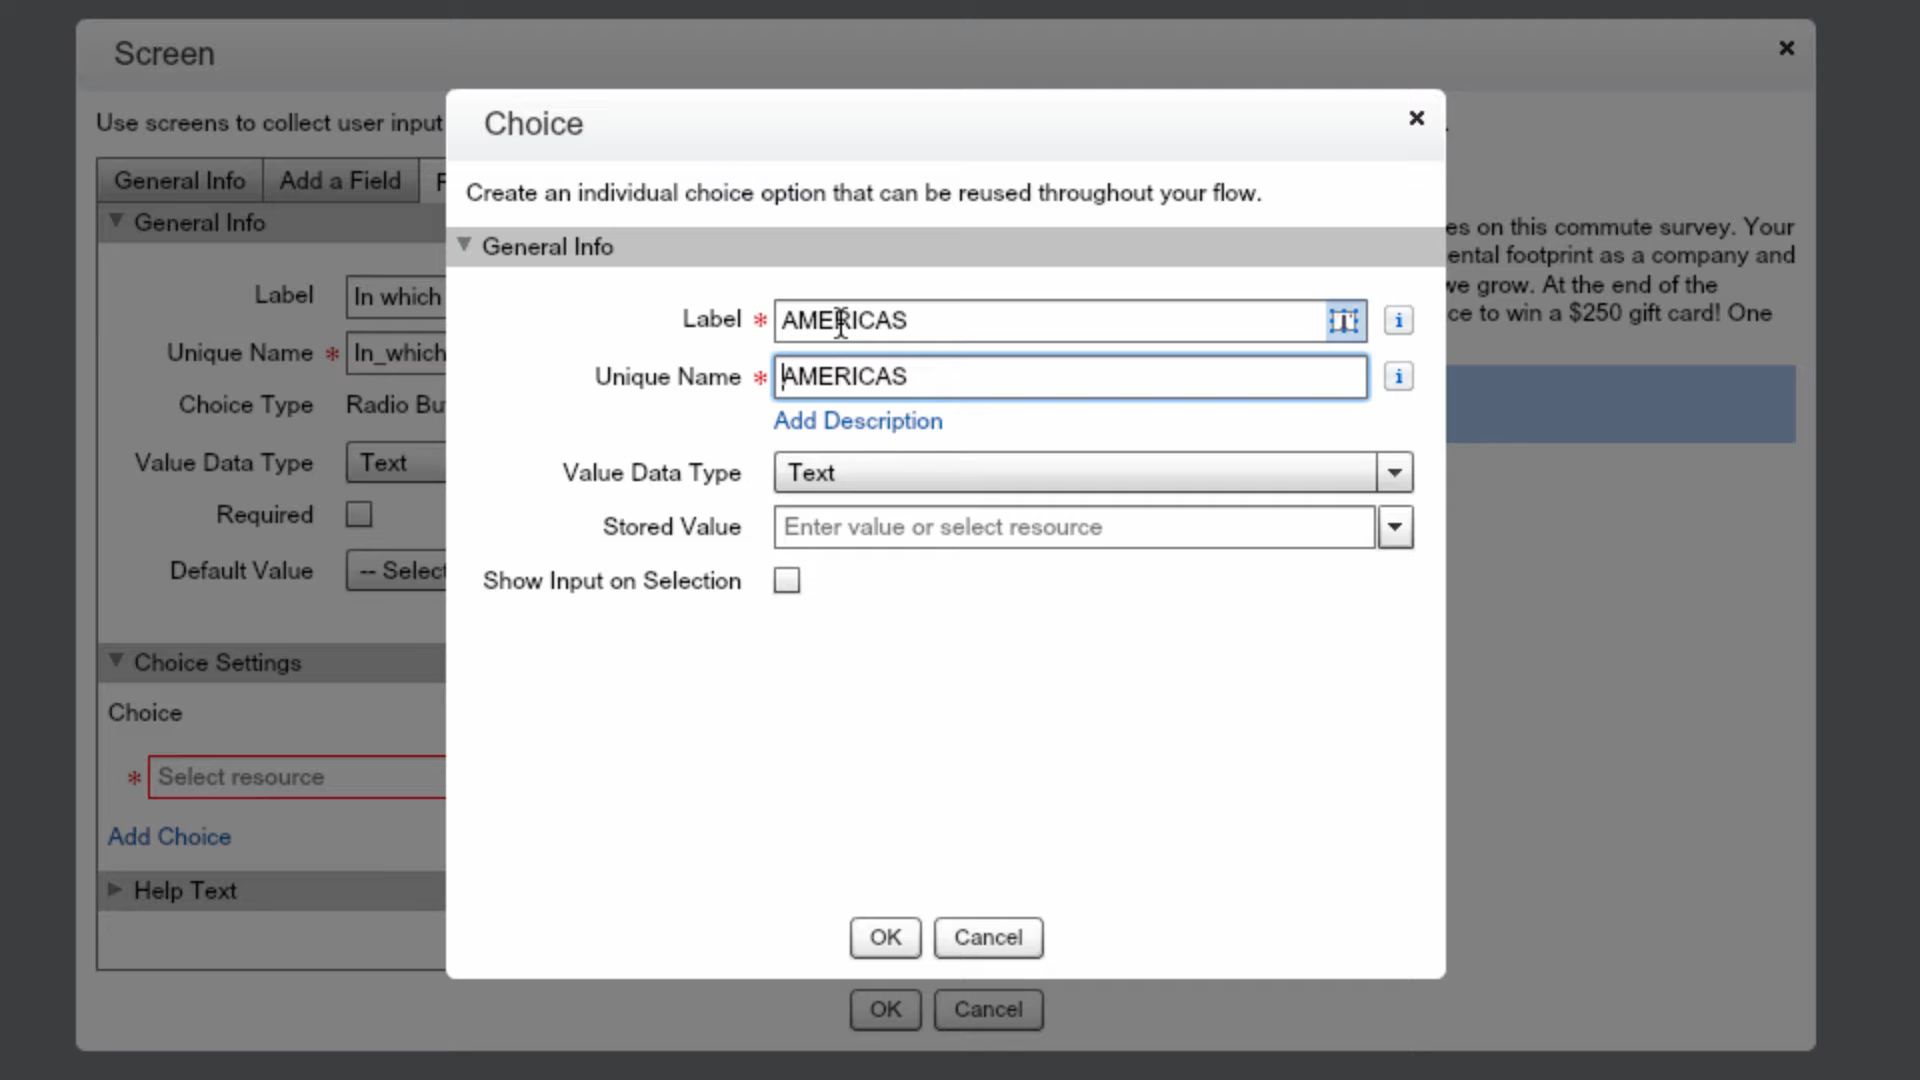 Screen
Use screens to collect user input
General Info
Add a Field
General Info
Label
In which
Unique Name *
In_which
Choice Type
Radio Bu
Value Data Type
Text
Required
Default Value
-- Select
Choice Settings
Choice
* Select resource
Add Choice
Help Text
Choice
Create an individual choice option that can be reused throughout your flow.
General Info
Label * AMERICAS
Unique Name * AMERICAS
Add Description
Value Data Type Text
Stored Value Enter value or select resource
Show Input on Selection
OK Cancel
es on this commute survey. Your
ental footprint as a company and
we grow. At the end of the
ce to win a $250 gift card! One
OK Cancel